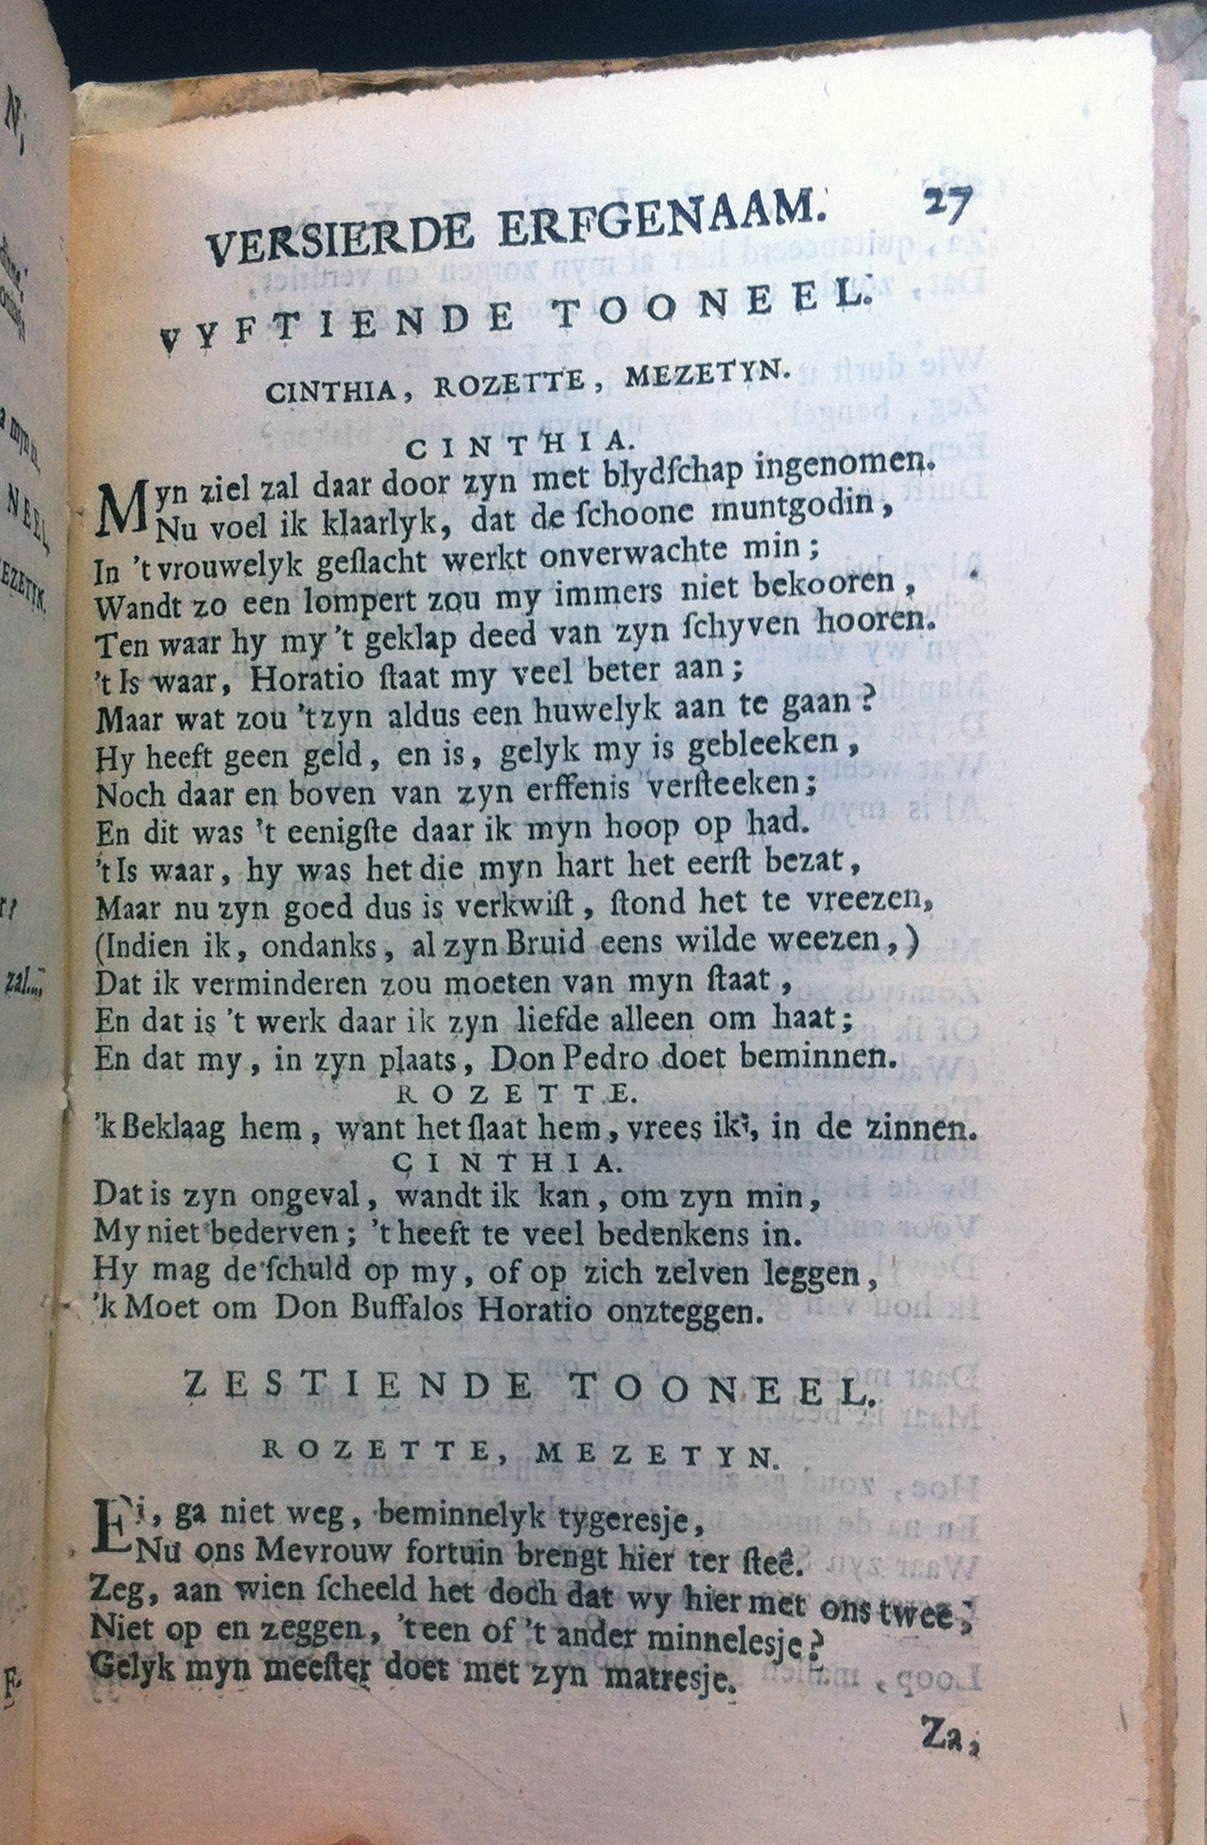 VERSIERDE ERFGENAAM. 27
VYFTIENDE TOONEEL.
CINTHIA, ROZETTE, MEZETYN.
CINTHIA.
Myn ziel zal daar door zyn met blydſchap ingenomen.
Nu voel ik klaarlyk, dat de ſchoone muntgodin,
In 't vrouwelyk geſlacht werkt onverwachte min;
Wandt zo een lompert zou my immers niet bekooren,
Ten waar hy my 't geklap deed van zyn ſchyven hooren.
't Is waar, Horatio ſtaat my veel beter aan;
Maar wat zou 't zyn aldus een huwelyk aan te gaan?
Hy heeft geen geld, en is, gelyk my is gebleeken,
Noch daar en boven van zyn erffenis verſteeken;
En dit was 't eenigſte daar ik myn hoop op had.
't Is waar, hy was het die myn hart het eerſt bezat,
Maar nu zyn goed dus is verkwiſt, ſtond het te vreezen,
(Indien ik, ondanks, al zyn Bruid eens wilde weezen,)
Dat ik verminderen zou moeten van myn ſtaat,
En dat is 't werk daar ik zyn liefde alleen om haat;
En dat my, in zyn plaats, Don Pedro doet beminnen.
ROZETTE.
'k Beklaag hem, want het ſlaat hem, vrees ik, in de zinnen.
CINTHIA.
Dat is zyn ongeval, wandt ik kan, om zyn min,
My niet bederven; 't heeft te veel bedenkens in.
Hy mag de ſchuld op my, of op zich zelven leggen,
'k Moet om Don Buffalos Horatio onzteggen.
ZESTIENDE TOONEEL.
ROZETTE, MEZETYN.
Ei, ga niet weg, beminnelyk tygeresje,
Nu ons Mevrouw fortuin brengt hier ter ſteê.
Zeg, aan wien ſcheeld het doch dat wy hier met ons twee,
Niet op en zeggen, 't een of 't ander minnelesje?
Gelyk myn meeſter doet met zyn matresje.
Za,
N,
NEEL
EZETYN.
zal...